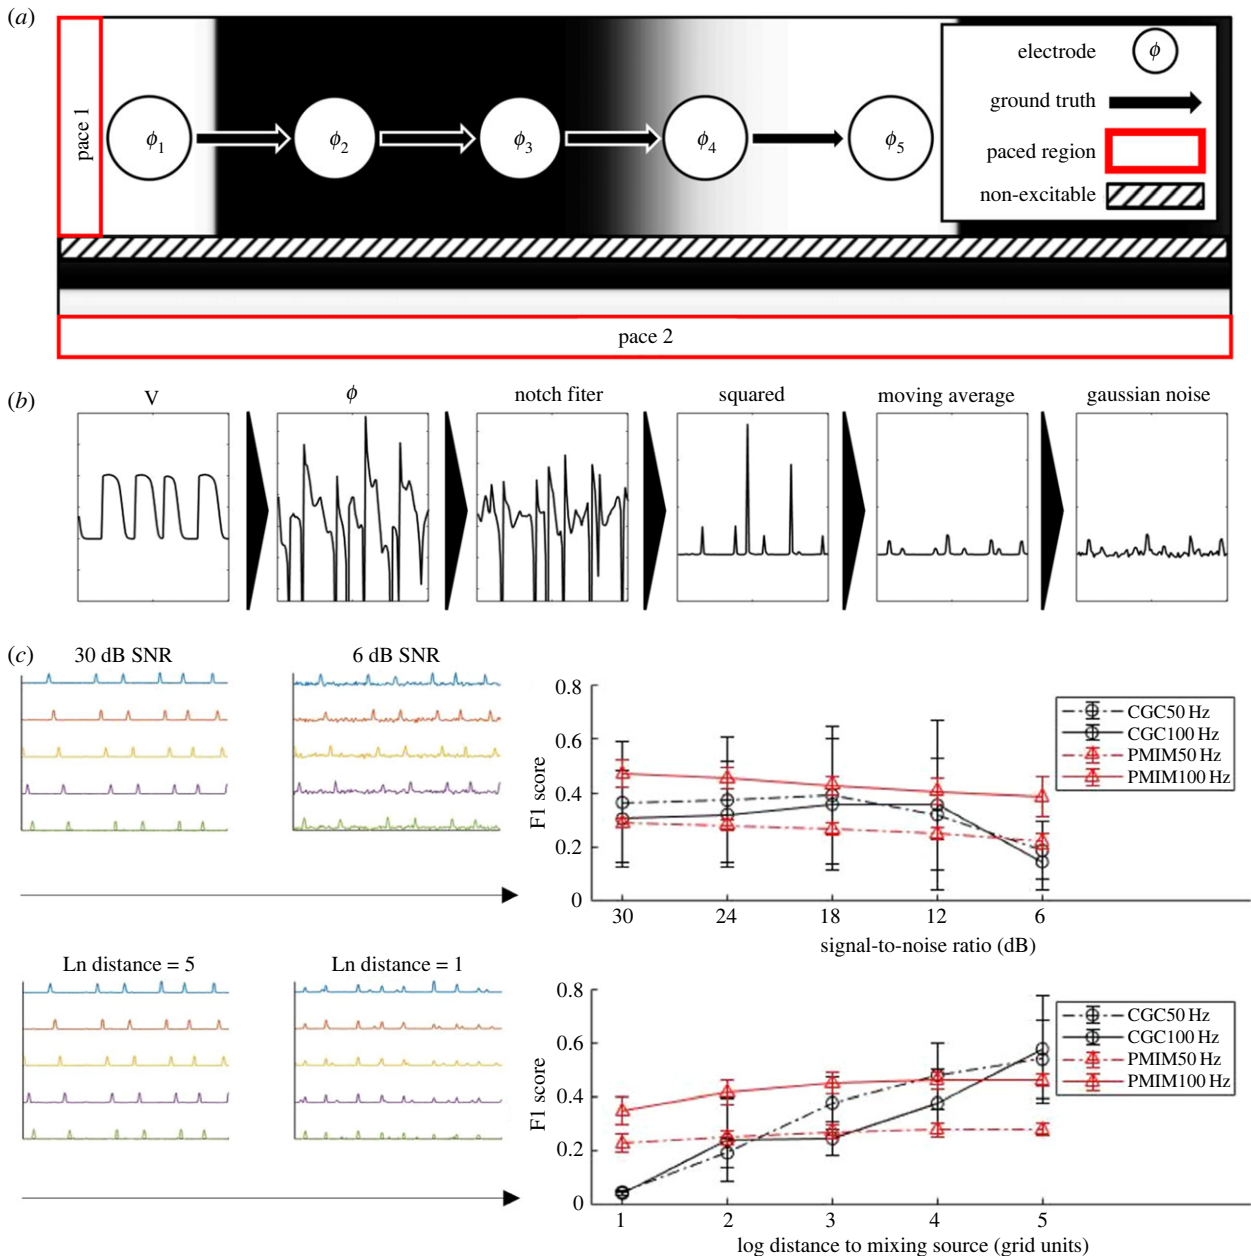 (a)
pace 1
ϕ1
ϕ2
ϕ3
ϕ4
ϕ5
electrode ϕ
ground truth
paced region
non-excitable
pace 2
(b)
V
ϕ
notch fiter
squared
moving average
gaussian noise
(c)
30 dB SNR
6 dB SNR
0.8
0.6
0.4
0.2
0
F1 score
30 24 18 12 6
signal-to-noise ratio (dB)
CGC50 Hz
CGC100 Hz
PMIM50 Hz
PMIM100 Hz
Ln distance = 5
Ln distance = 1
0.8
0.6
0.4
0.2
0
F1 score
1 2 3 4 5
log distance to mixing source (grid units)
CGC50 Hz
CGC100 Hz
PMIM50 Hz
PMIM100 Hz